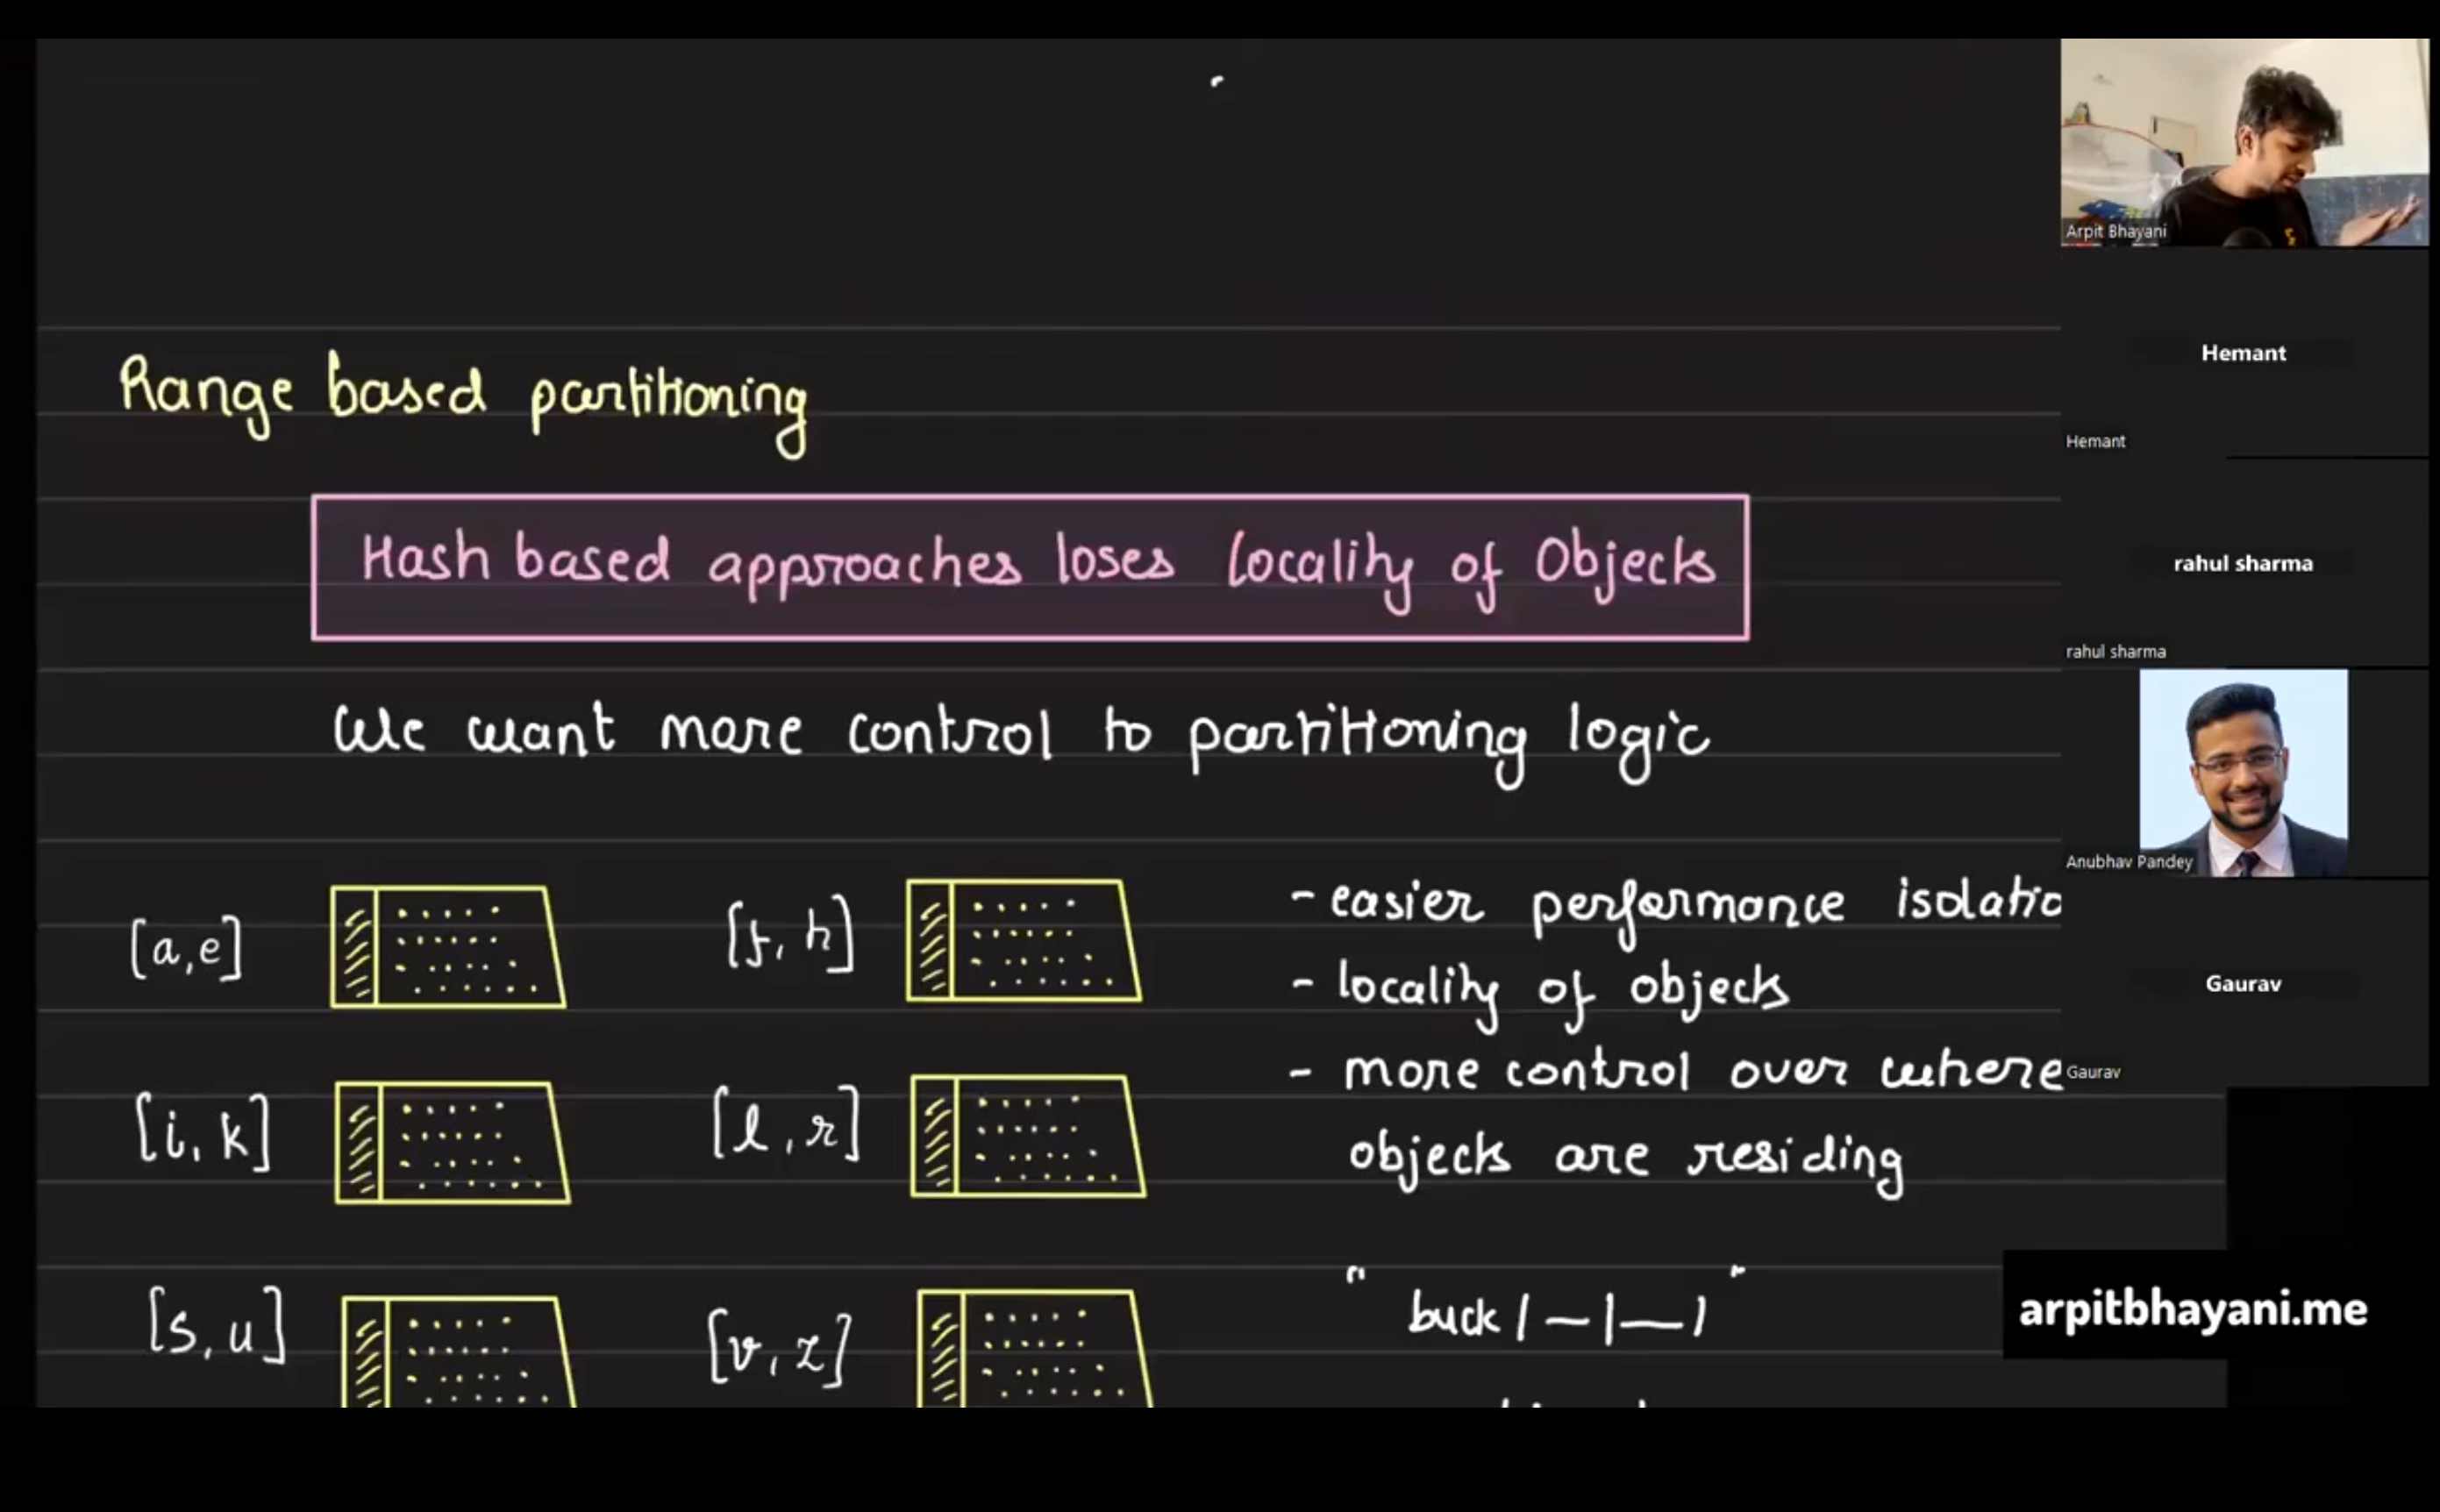 Range based partitioning
Hash based approaches loses locality of Objects
We want more control to partitioning logic
[a,e]
[f, h]
- easier performance isolatio
- locality of objects
[i, k]
[l, r]
- more control over where
objects are residing
[s, u]
[v, z]
" buck / — / — / "
Arpit Bhayani
Hemant
Hemant
rahul sharma
rahul sharma
Anubhav Pandey
Gaurav
Gaurav
arpitbhayani.me